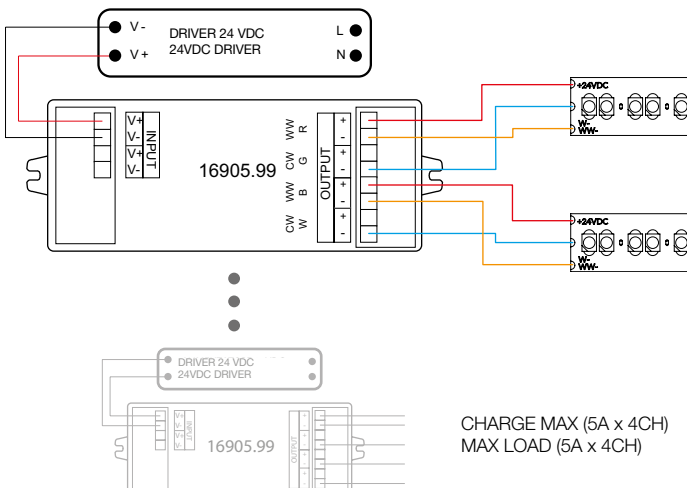 V -
V +
DRIVER 24 VDC
24VDC DRIVER
L
N
V+
V-
V+
V-
INPUT
16905.99
WW R
CW G
WW B
CW W
OUTPUT
+
-
+
-
+
-
+
-
+24VDC
W-
WW-
+24VDC
W-
WW-
DRIVER 24 VDC
24VDC DRIVER
V+
V-
V+
V-
INPUT
16905.99
OUTPUT
+
-
+
-
+
-
CHARGE MAX (5A x 4CH)
MAX LOAD (5A x 4CH)